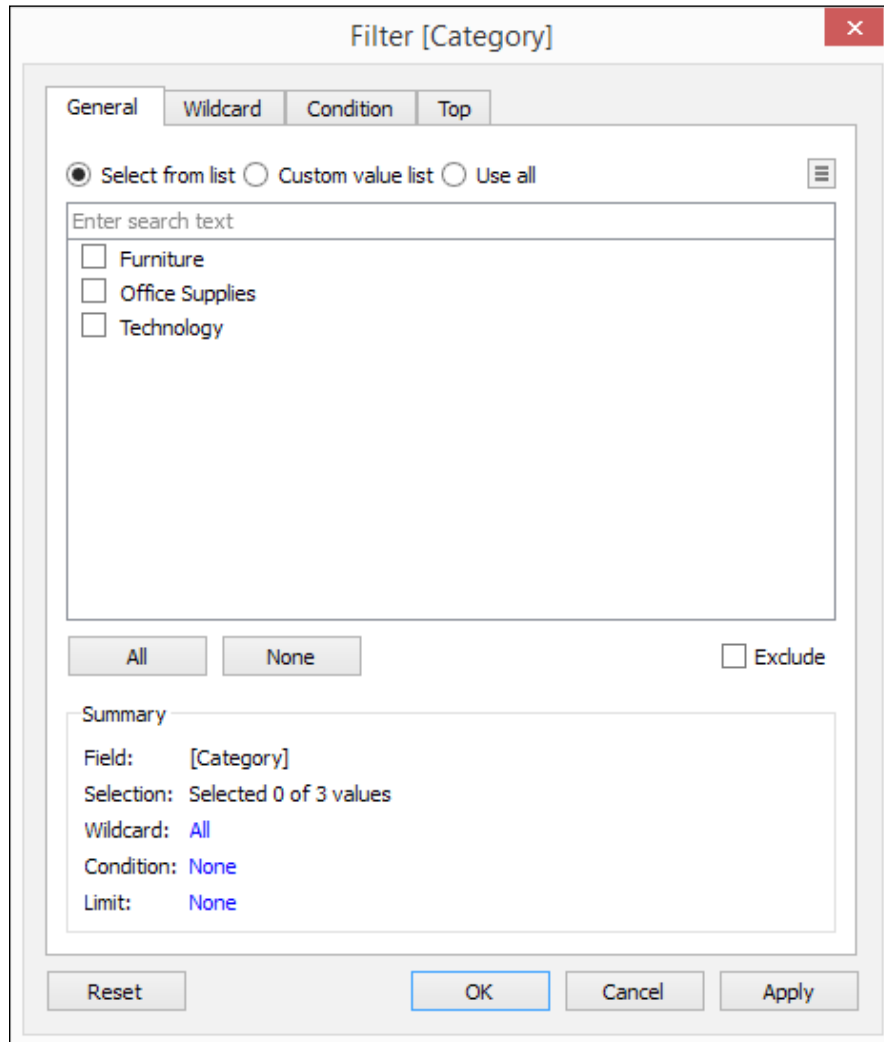 Filter [Category]
General Wildcard Condition Top
Select from list Custom value list Use all
Enter search text
Furniture
Office Supplies
Technology
All None Exclude
Summary
Field: [Category]
Selection: Selected 0 of 3 values
Wildcard: All
Condition: None
Limit: None
Reset OK Cancel Apply